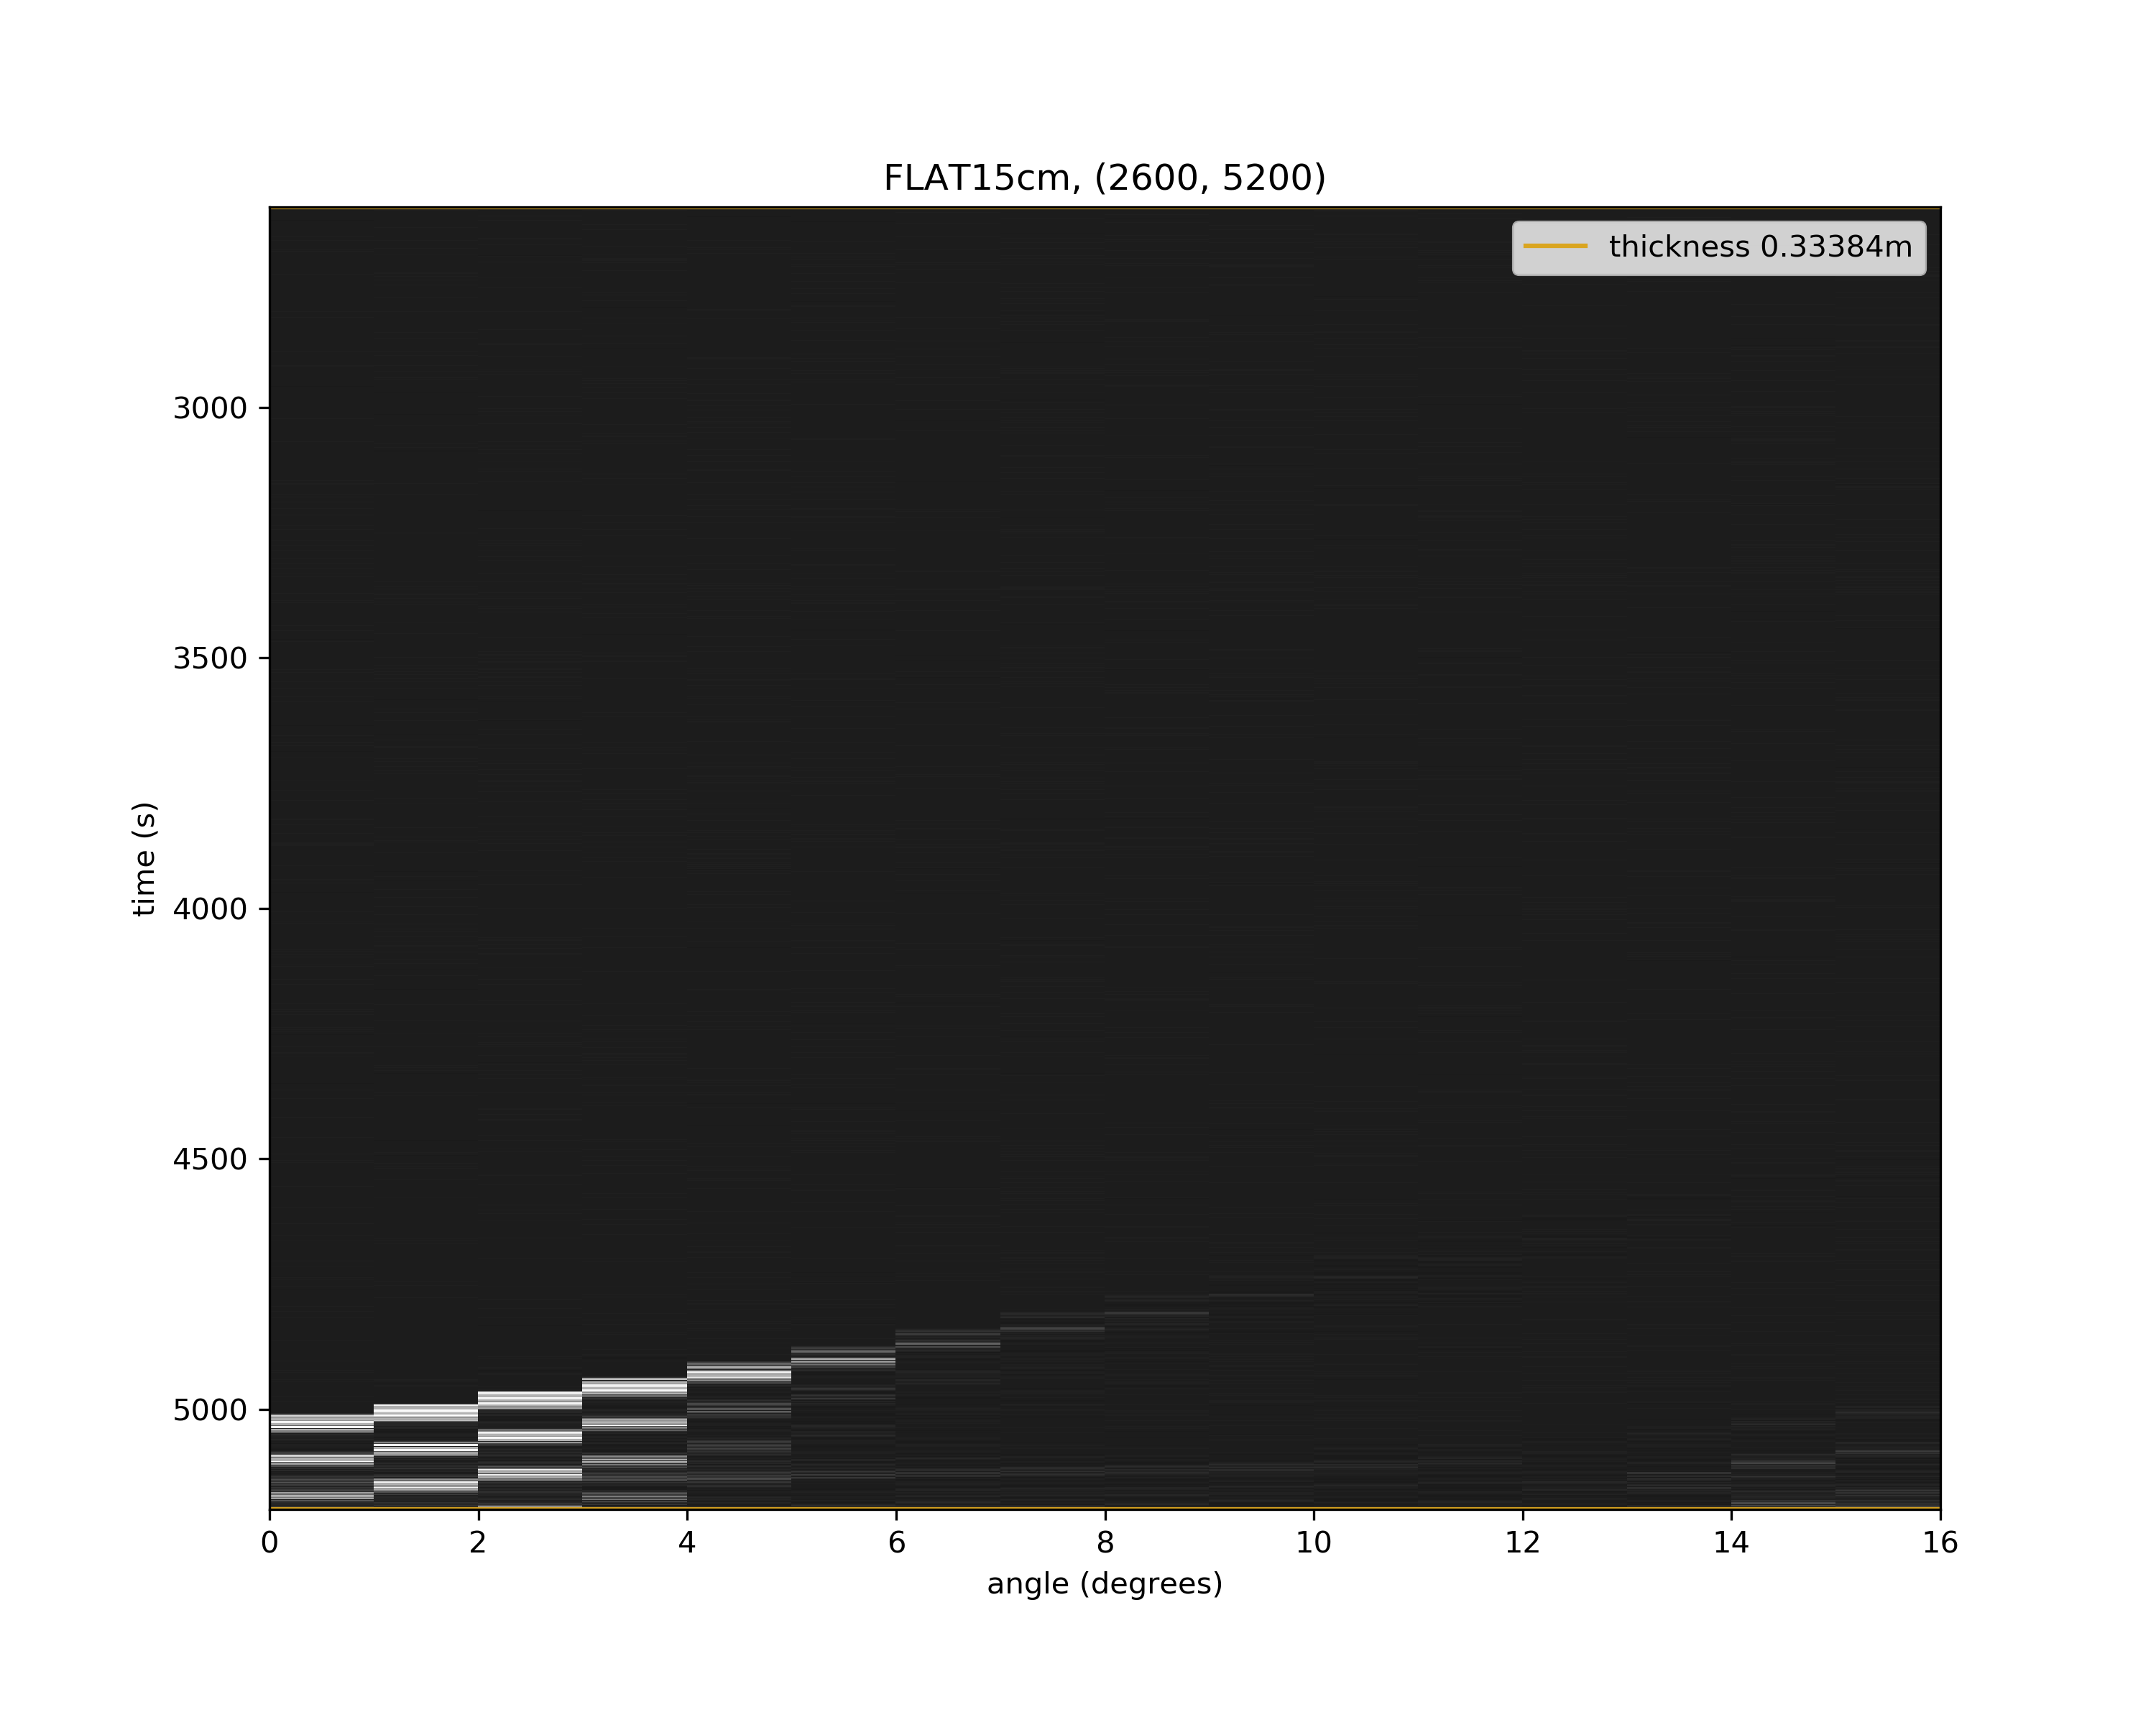 FLAT15cm, (2600, 5200)
thickness 0.33384m
3000
3500
4000
4500
5000
time (s)
0 2 4 6 8 10 12 14 16
angle (degrees)